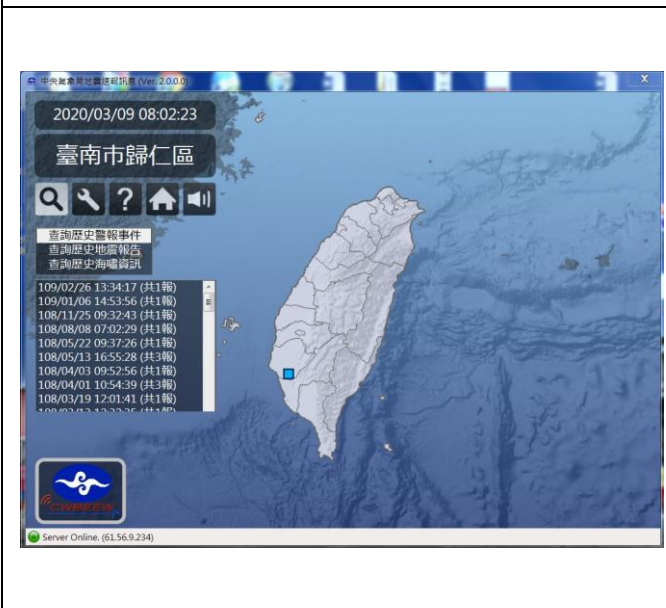 中央氣象局地震速報訊息 (Ver. 2.0.0.0)
X
2020/03/09 08:02:23
臺南市歸仁區
?
查詢歷史警報事件
查詢歷史地震報告
查詢歷史海嘯資訊
109/02/26 13:34:17 (共1報)
109/01/06 14:53:56 (共1報)
108/11/25 09:32:43 (共1報)
108/08/08 07:02:29 (共1報)
108/05/22 09:37:26 (共1報)
108/05/13 16:55:28 (共3報)
108/04/03 09:52:56 (共1報)
108/04/01 10:54:39 (共3報)
108/03/19 12:01:41 (共1報)
CWBEEW
Server Online. (61.56.9.234)